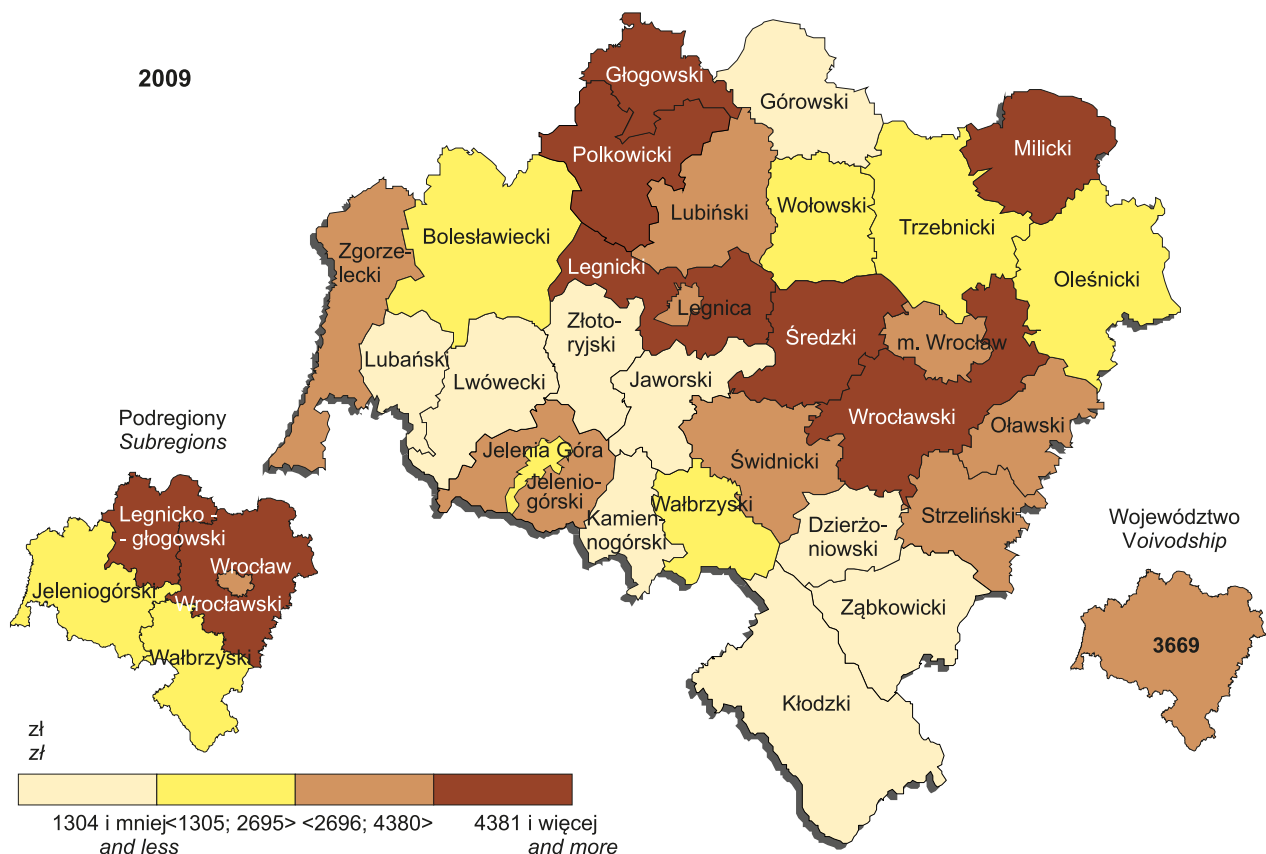 2009
Głogowski
Górowski
Polkowicki
Milicki
Lubiński
Wołowski
Trzebnicki
Bolesławiecki
Zgorze-
lecki
Legnicki
Oleśnicki
Legnica
Złoto-
ryjski
Średzki
m. Wrocław
Lubański
Lwówecki
Jaworski
Wrocławski
Oławski
Jelenia Góra
Jelenio-
górski
Świdnicki
Wałbrzyski
Kamien-
nogórski
Dzierżo-
niowski
Strzeliński
Ząbkowicki
Kłodzki
Podregiony
Subregions
Legnicko -
- głogowski
Wrocław
Jeleniogórski
Wrocławski
Wałbrzyski
Województwo
Voivodship
3669
zł
zł
1304 i mniej <1305; 2695> <2696; 4380> 4381 i więcej
and less and more